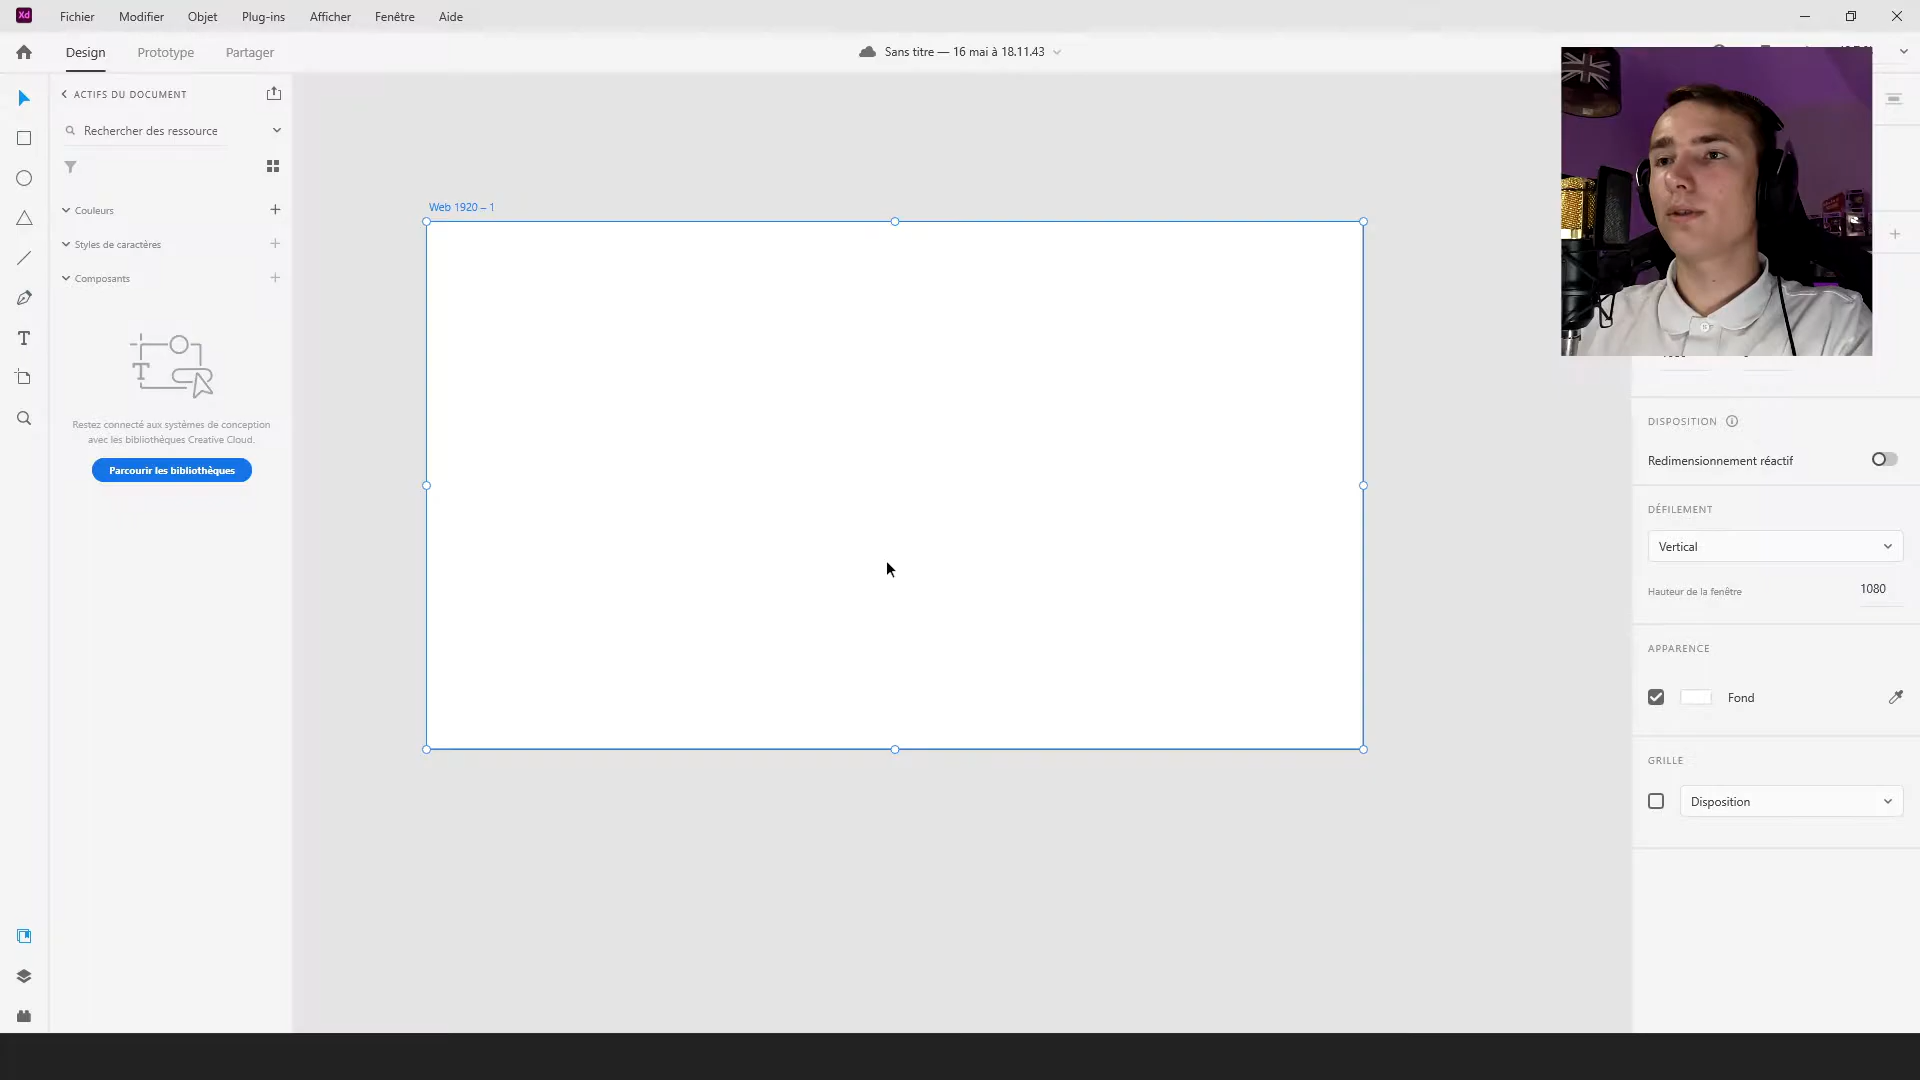 Xd
Fichier
Modifier
Objet
Plug-ins
Afficher
Fenêtre
Aide
Design
Prototype
Partager
Sans titre — 16 mai à 18.11.43
ACTIFS DU DOCUMENT
Rechercher des ressource
Couleurs
Styles de caractères
Composants
Restez connecté aux systèmes de conception
avec les bibliothèques Creative Cloud.
Parcourir les bibliothèques
Web 1920 – 1
DISPOSITION
Redimensionnement réactif
DÉFILEMENT
Vertical
Hauteur de la fenêtre
1080
APPARENCE
Fond
GRILLE
Disposition